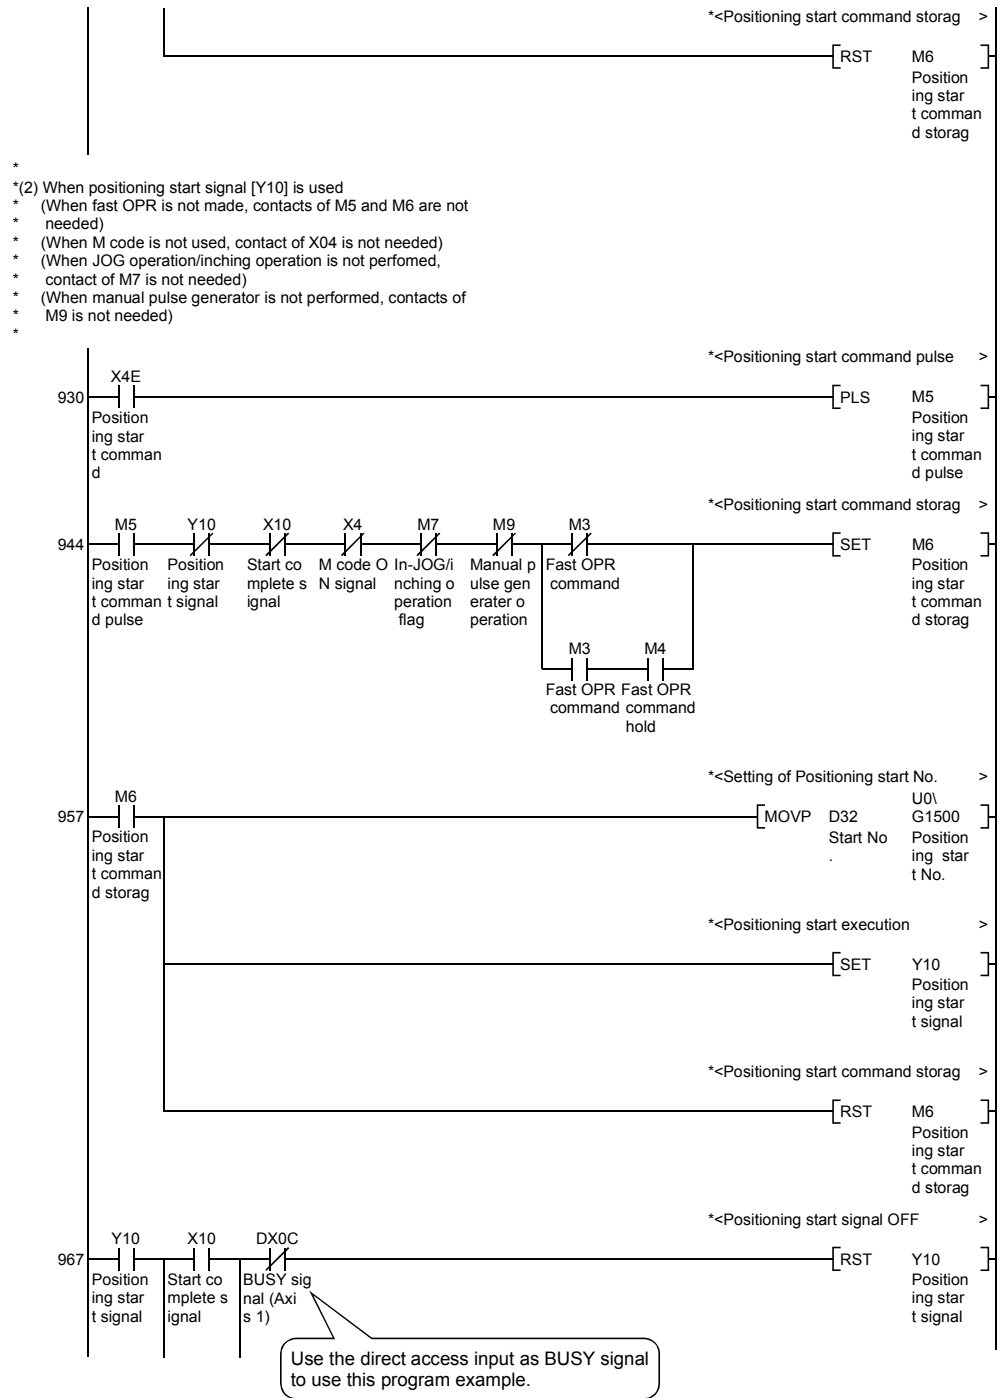 *<Positioning start command storag >
RST M6
Position
ing star
t comman
d storag
*
*(2) When positioning start signal [Y10] is used
* (When fast OPR is not made, contacts of M5 and M6 are not
* needed)
* (When M code is not used, contact of X04 is not needed)
* (When JOG operation/inching operation is not perfomed,
* contact of M7 is not needed)
* (When manual pulse generator is not performed, contacts of
* M9 is not needed)
*
*<Positioning start command pulse >
X4E
930 PLS M5
Position
ing star
t comman
d
Position
ing star
t comman
d pulse
*<Positioning start command storag >
M5 Y10 X10 X4 M7 M9 M3
944 SET M6
Position
ing star
t comman
d pulse
Position
ing star
t signal
Start co
mplete s
ignal
M code O
N signal
In-JOG/i
nching o
peration
flag
Manual p
ulse gen
erater o
peration
Fast OPR
command
Position
ing star
t comman
d storag
M3 M4
Fast OPR
command
Fast OPR
command
hold
*<Setting of Positioning start No. >
M6
957 MOVP D32 U0\
G1500
Position
ing star
t comman
d storag
Start No
.
Position
ing star
t No.
*<Positioning start execution >
SET Y10
Position
ing star
t signal
*<Positioning start command storag >
RST M6
Position
ing star
t comman
d storag
*<Positioning start signal OFF >
Y10 X10 DX0C
967 RST Y10
Position
ing star
t signal
Start co
mplete s
ignal
BUSY sig
nal (Axi
s 1)
Position
ing star
t signal
Use the direct access input as BUSY signal
to use this program example.